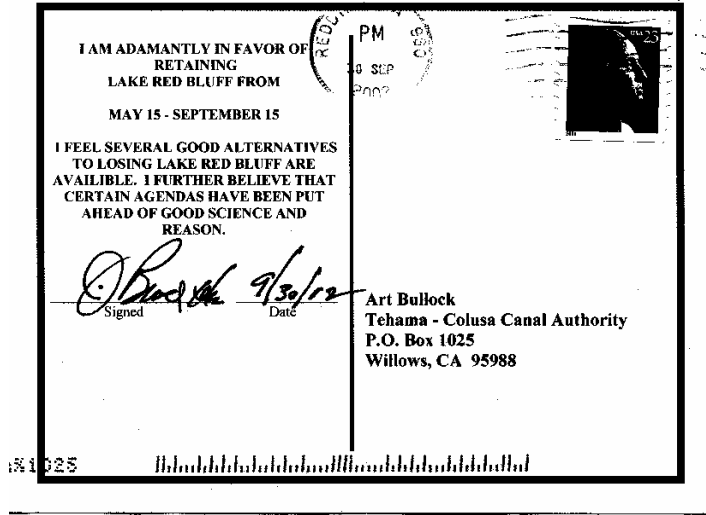 I AM ADAMANTLY IN FAVOR OF
RETAINING
LAKE RED BLUFF FROM
MAY 15 - SEPTEMBER 15
I FEEL SEVERAL GOOD ALTERNATIVES
TO LOSING LAKE RED BLUFF ARE
AVAILIBLE. I FURTHER BELIEVE THAT
CERTAIN AGENDAS HAVE BEEN PUT
AHEAD OF GOOD SCIENCE AND
REASON.
9/30/02
Signed Date
PM
SEP
2002
USA 23
Art Bullock
Tehama - Colusa Canal Authority
P.O. Box 1025
Willows, CA 95988